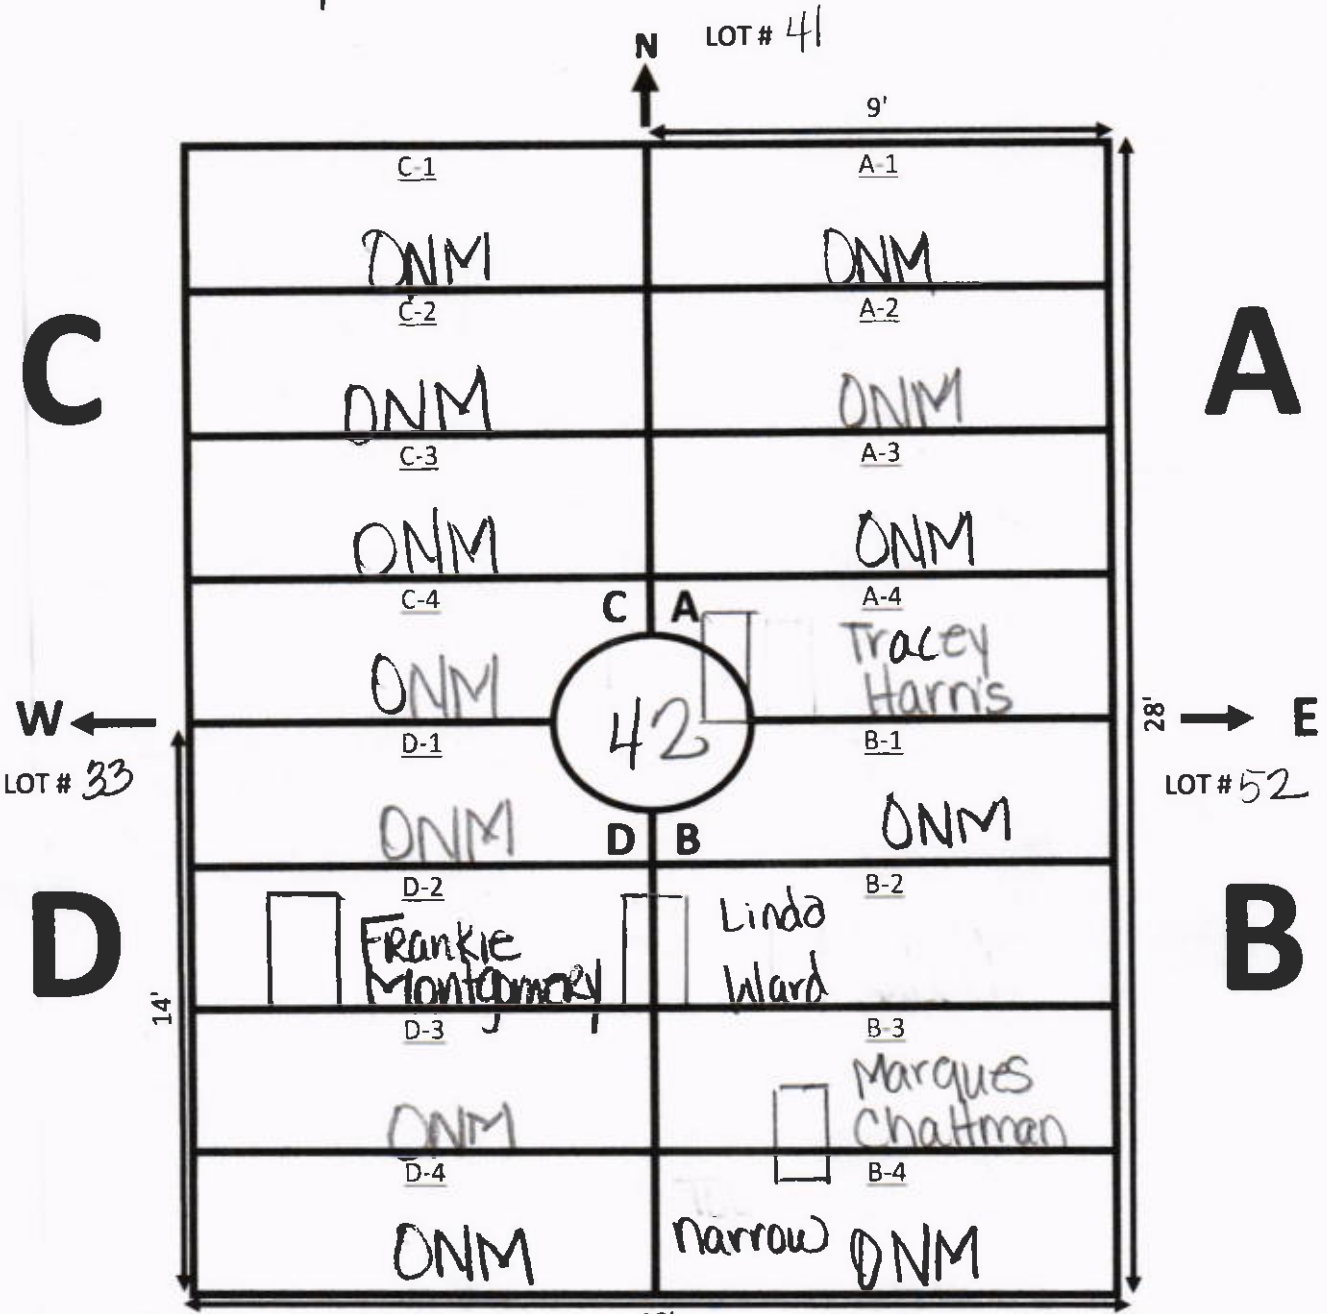 N LOT # 41
9'
C-1 A-1
ONM ONM
C-2 A-2
C A
ONM ONM
C-3 A-3
ONM ONM
C-4 C A A-4
Tracey
ONM Harris
W 42 28' E
D-1 B-1
LOT # 33 LOT # 52
ONM D B ONM
D-2 B-2
Linda
D Frankie B
Montgomery Ward
14'
D-3 B-3
Marques
ONM Chattman
D-4 B-4
ONM narrow ONM